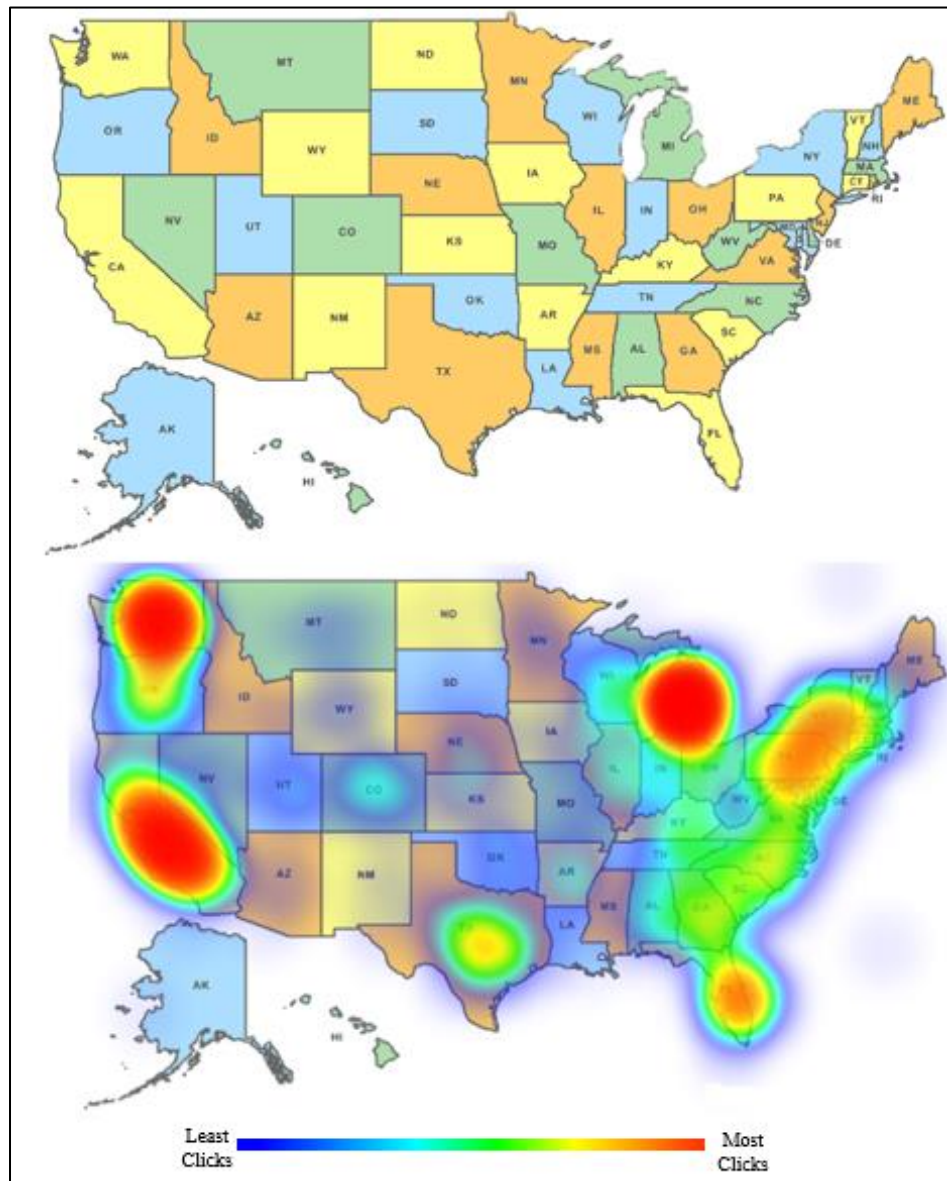 WA
MT
ND
MN
OR
ID
WY
SD
WI
MI
NY
VT
NH
ME
MA
CT
RI
NV
UT
CO
NE
IA
IL
IN
OH
PA
NJ
DE
CA
KS
MO
KY
WV
VA
MD
AZ
NM
OK
AR
TN
NC
SC
TX
LA
MS
AL
GA
FL
AK
HI
MT
ND
MN
ID
WY
SD
WI
VT
ME
NV
UT
CO
NE
IA
IL
IN
OH
RI
DE
KS
MO
KY
WV
AZ
NM
OK
AR
TN
SC
LA
MS
AL
GA
AK
HI
Least
Clicks
Most
Clicks